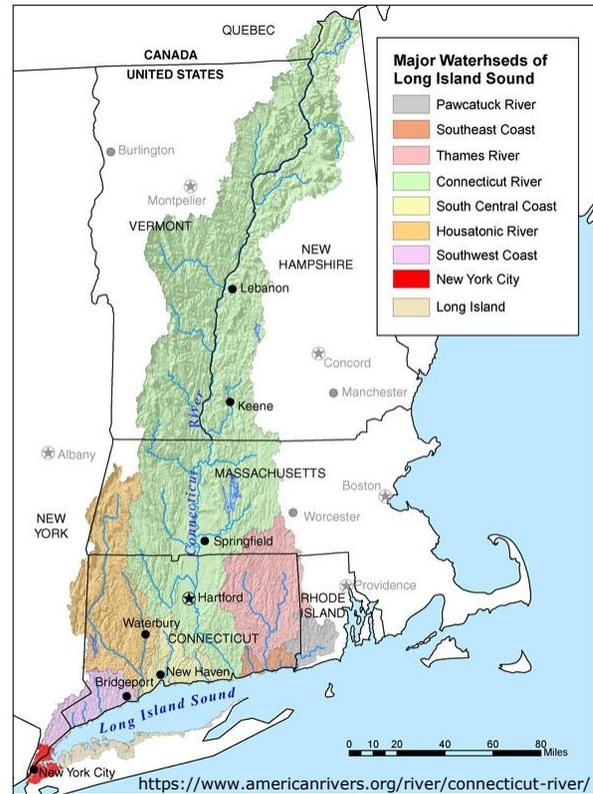 QUEBEC
CANADA
UNITED STATES
Major Waterhseds of
Long Island Sound
Pawcatuck River
Southeast Coast
Thames River
Connecticut River
South Central Coast
Housatonic River
Southwest Coast
New York City
Long Island
Burlington
Montpelier
VERMONT
NEW
HAMPSHIRE
Lebanon
Concord
Manchester
Keene
Connecticut River
Albany
MASSACHUSETTS
Boston
Worcester
NEW
YORK
Springfield
Hartford
Providence
RHODE
ISLAND
Waterbury
CONNECTICUT
New Haven
Bridgeport
Long Island Sound
New York City
0 10 20 40 60 80
Miles
https://www.americanrivers.org/river/connecticut-river/